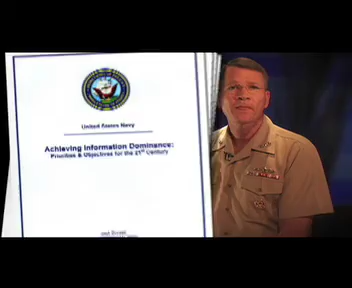 United States Navy
Achieving Information Dominance:
Priorities & Objectives for the 21st Century